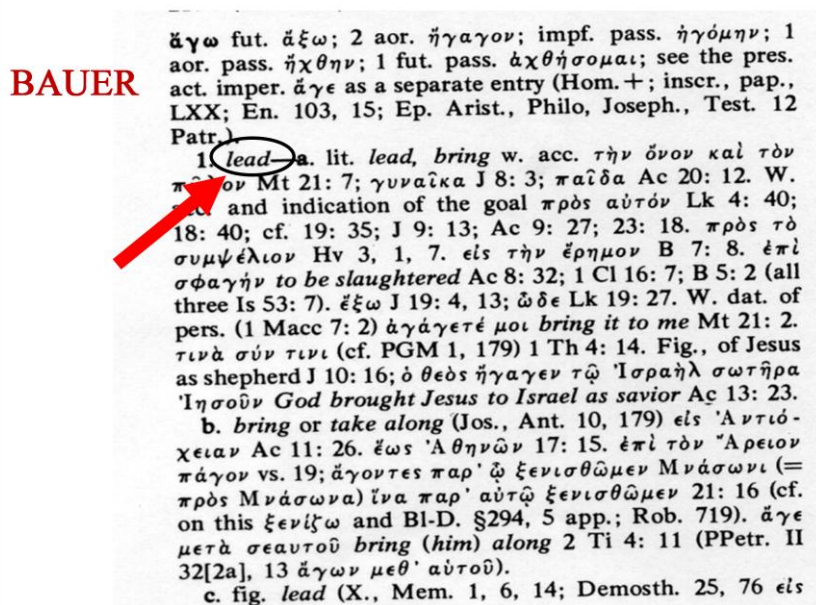 BAUER
ἄγω fut. ἄξω; 2 aor. ἤγαγον; impf. pass. ἠγόμην; 1
aor. pass. ἤχθην; 1 fut. pass. ἀχθήσομαι; see the pres.
act. imper. ἄγε as a separate entry (Hom.+; inscr., pap.,
LXX; En. 103, 15; Ep. Arist., Philo, Joseph., Test. 12
Patr.).
1. lead—a. lit. lead, bring w. acc. τὴν ὄνον καὶ τὸν
πῶλον Mt 21: 7; γυναῖκα J 8: 3; παῖδα Ac 20: 12. W.
and indication of the goal πρὸς αὐτόν Lk 4: 40;
18: 40; cf. 19: 35; J 9: 13; Ac 9: 27; 23: 18. πρὸς τὸ
συμψέλιον Hv 3, 1, 7. εἰς τὴν ἔρημον B 7: 8. ἐπὶ
σφαγήν to be slaughtered Ac 8: 32; 1 Cl 16: 7; B 5: 2 (all
three Is 53: 7). ἔξω J 19: 4, 13; ὧδε Lk 19: 27. W. dat. of
pers. (1 Macc 7: 2) ἀγάγετέ μοι bring it to me Mt 21: 2.
τινὰ σύν τινι (cf. PGM 1, 179) 1 Th 4: 14. Fig., of Jesus
as shepherd J 10: 16; ὁ θεὸς ἤγαγεν τῷ Ἰσραὴλ σωτῆρα
Ἰησοῦν God brought Jesus to Israel as savior Ac 13: 23.
b. bring or take along (Jos., Ant. 10, 179) εἰς Ἀντιό-
χειαν Ac 11: 26. ἕως Ἀθηνῶν 17: 15. ἐπὶ τὸν Ἄρειον
πάγον vs. 19; ἄγοντες παρ' ᾧ ξενισθῶμεν Μνάσωνι (=
πρὸς Μνάσωνα) ἵνα παρ' αὐτῷ ξενισθῶμεν 21: 16 (cf.
on this ξενίζω and Bl-D. §294, 5 app.; Rob. 719). ἄγε
μετὰ σεαυτοῦ bring (him) along 2 Ti 4: 11 (PPetr. II
32[2a], 13 ἄγων μεθ' αὑτοῦ).
c. fig. lead (X., Mem. 1, 6, 14; Demosth. 25, 76 εἰς